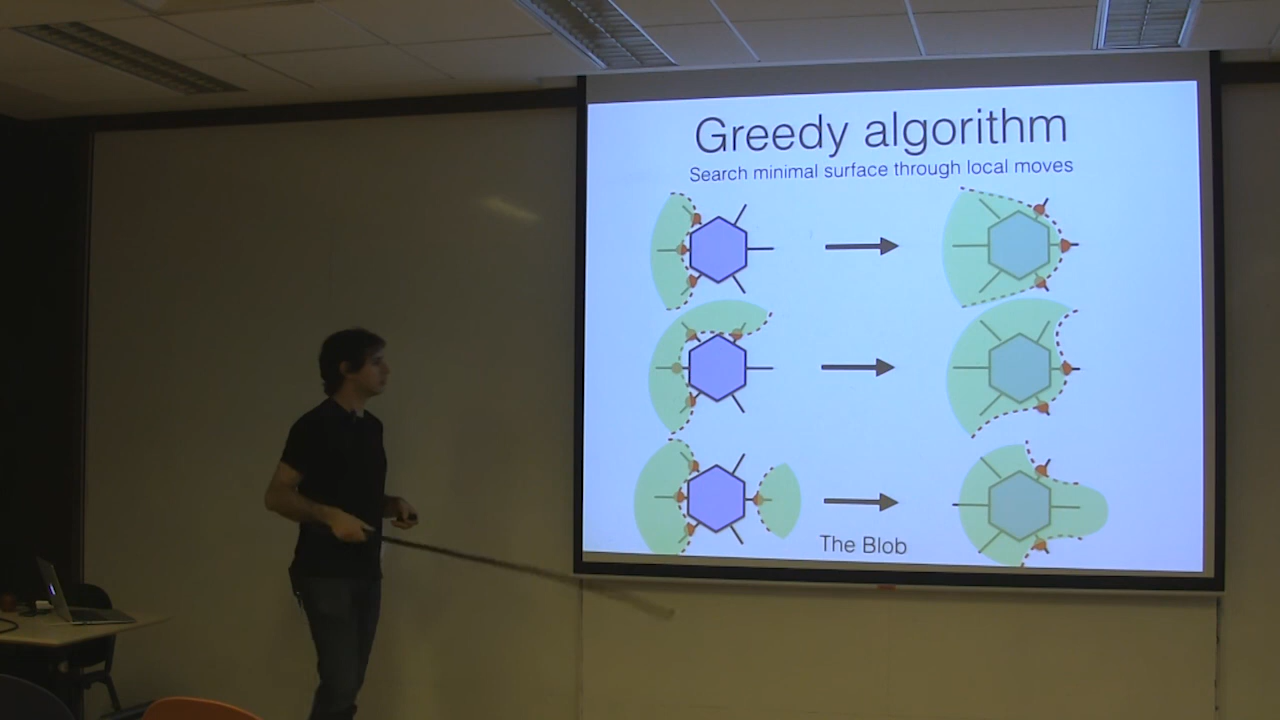 Greedy algorithm
Search minimal surface through local moves
The Blob